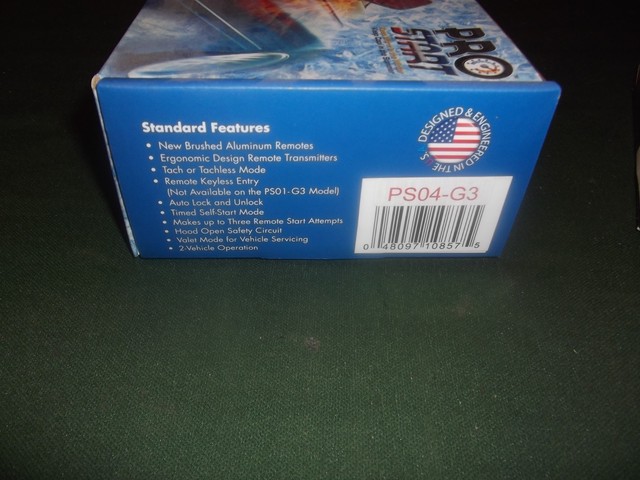 PRO
START
Standard Features
• New Brushed Aluminum Remotes
• Ergonomic Design Remote Transmitters
• Tach or Tachless Mode
• Remote Keyless Entry
(Not Available on the PS01-G3 Model)
• Auto Lock and Unlock
• Timed Self-Start Mode
• Makes up to Three Remote Start Attempts
• Hood Open Safety Circuit
• Valet Mode for Vehicle Servicing
• 2-Vehicle Operation
DESIGNED & ENGINEERED IN THE
PS04-G3
0 48097 10857 5